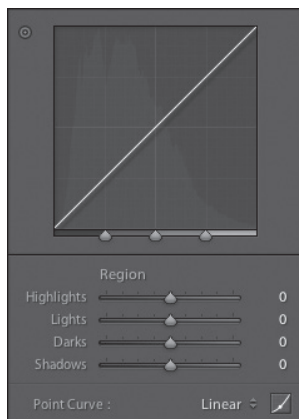 Region
Highlights 0
Lights 0
Darks 0
Shadows 0
Point Curve : Linear